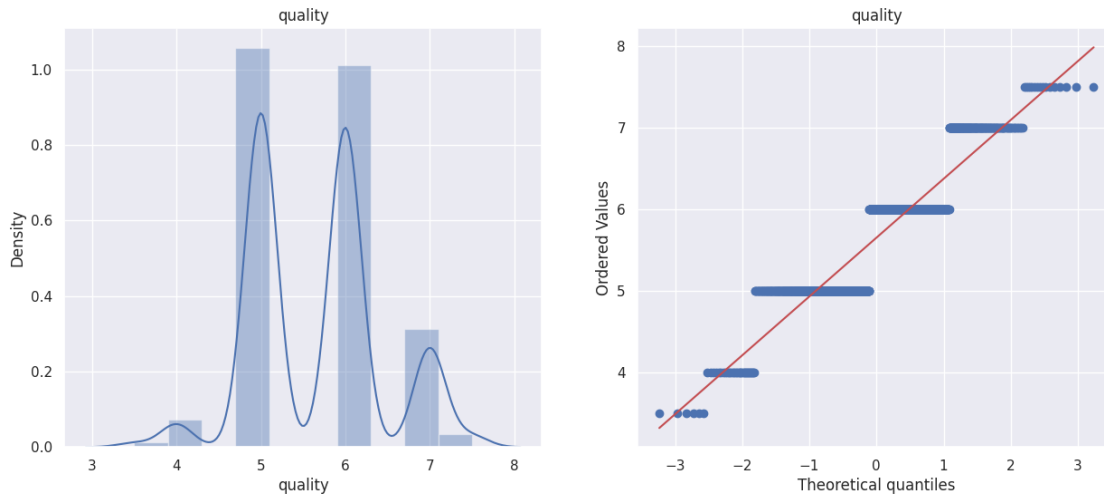 quality
1.0
0.8
0.6
0.4
0.2
0.0
Density
3 4 5 6 7 8
quality
quality
8
7
6
5
4
Ordered Values
−3 −2 −1 0 1 2 3
Theoretical quantiles